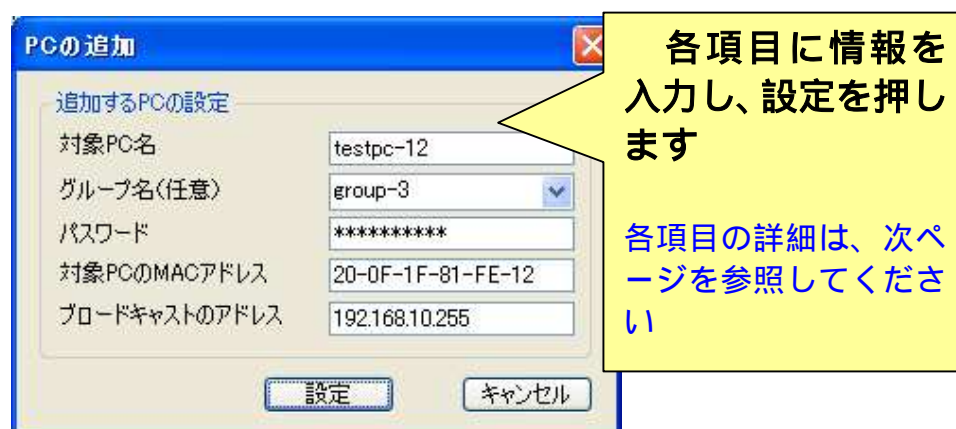 PCの追加
追加するPCの設定
対象PC名 testpc-12
グループ名(任意) group-3
パスワード **********
対象PCのMACアドレス 20-0F-1F-81-FE-12
ブロードキャストのアドレス 192.168.10.255
設定 キャンセル
各項目に情報を
入力し、設定を押し
ます
各項目の詳細は、次ペ
ージを参照してくださ
い